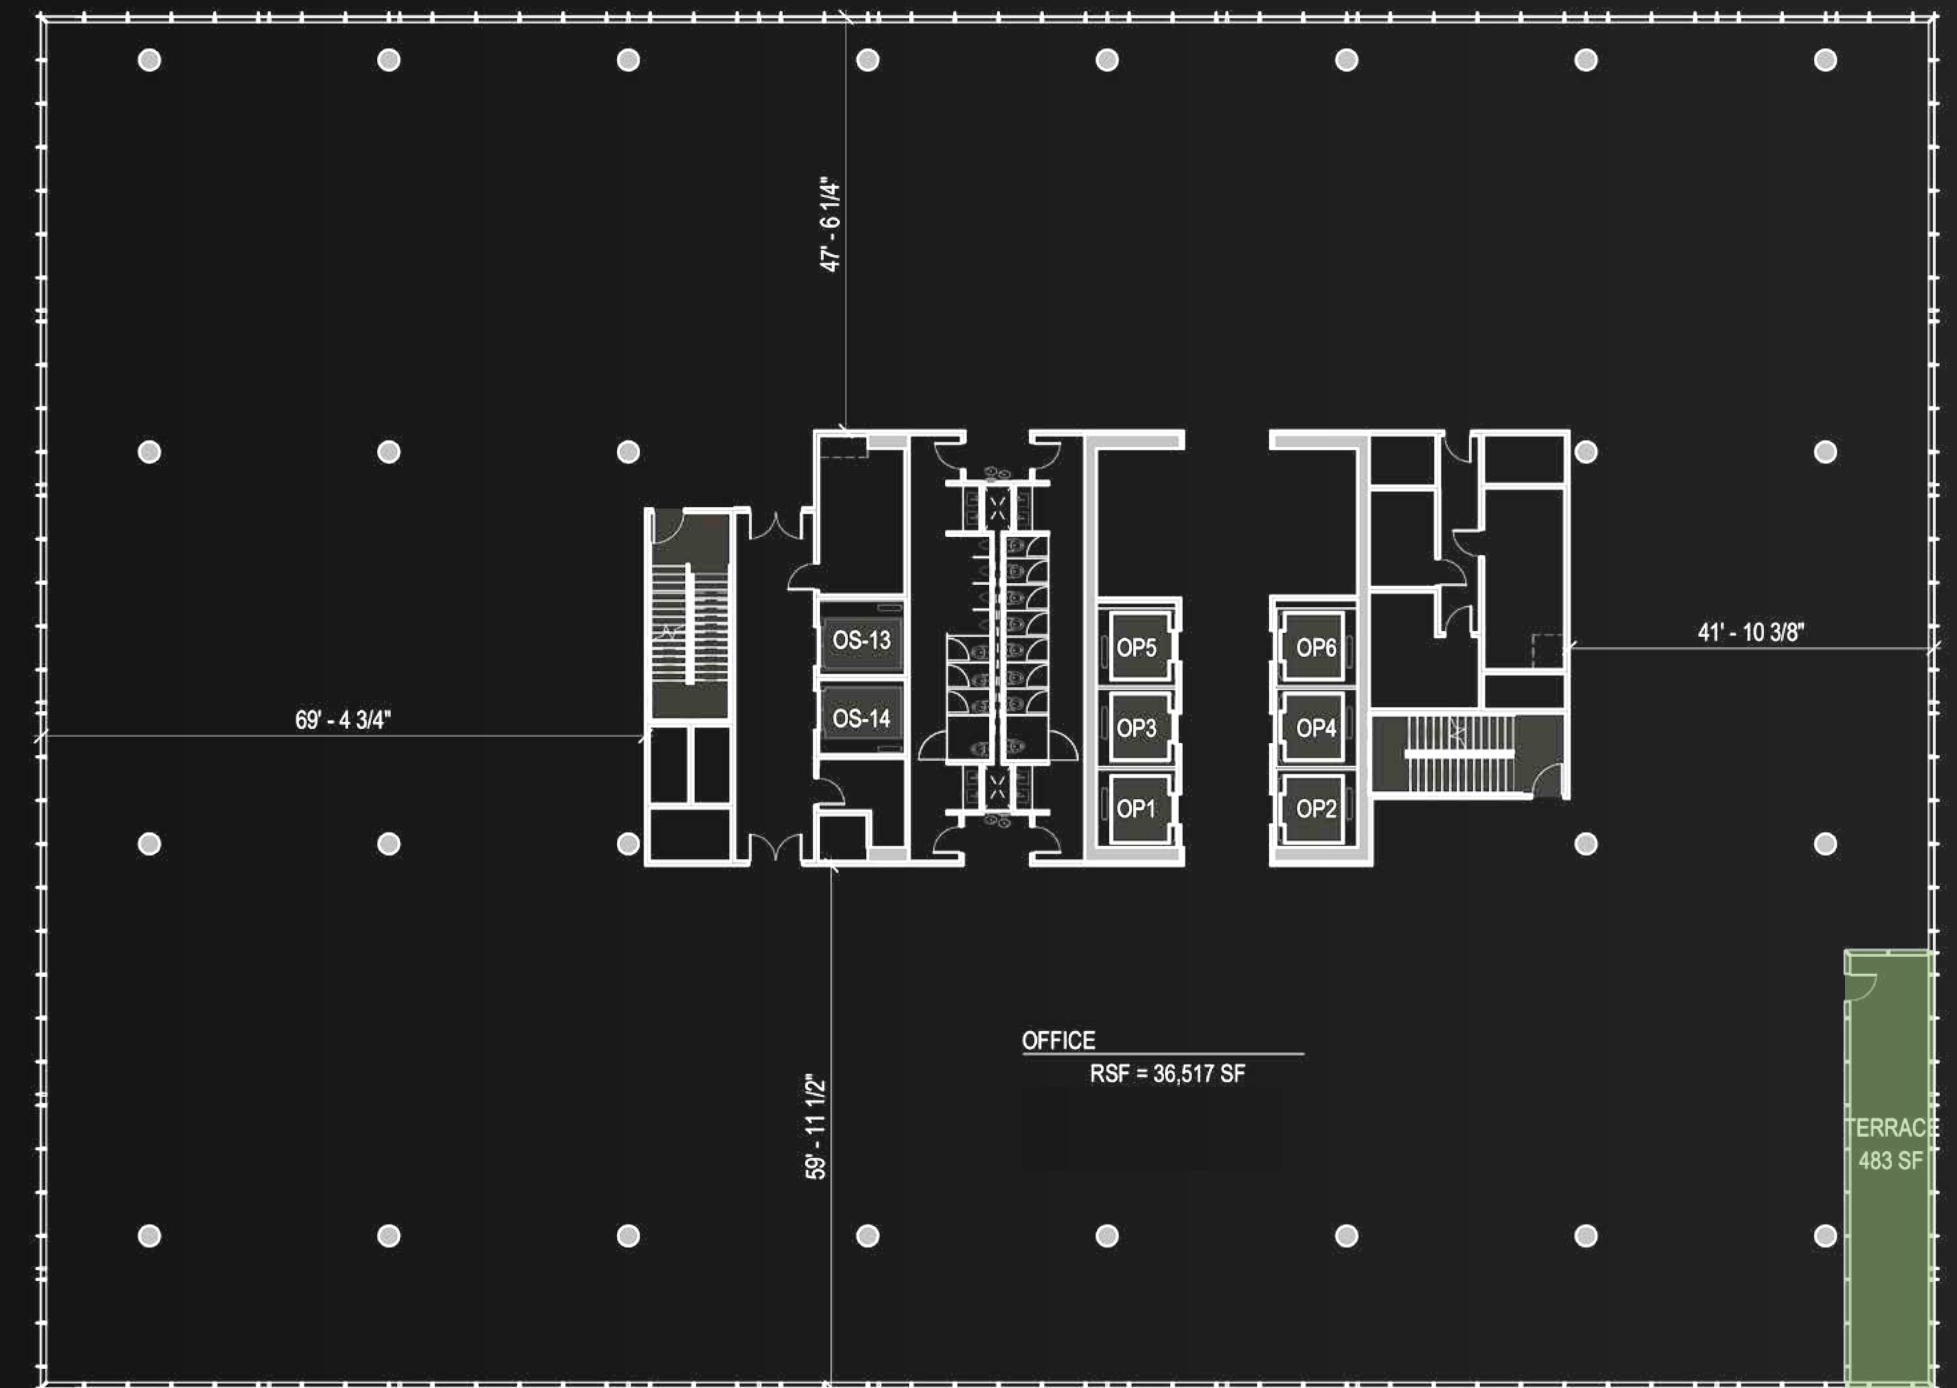 47' - 6 1/4"
OS-13
OP5
OP6
41' - 10 3/8"
69' - 4 3/4"
OS-14
OP3
OP4
OP1
OP2
OFFICE
RSF = 36,517 SF
59' - 11 1/2"
TERRACE
483 SF